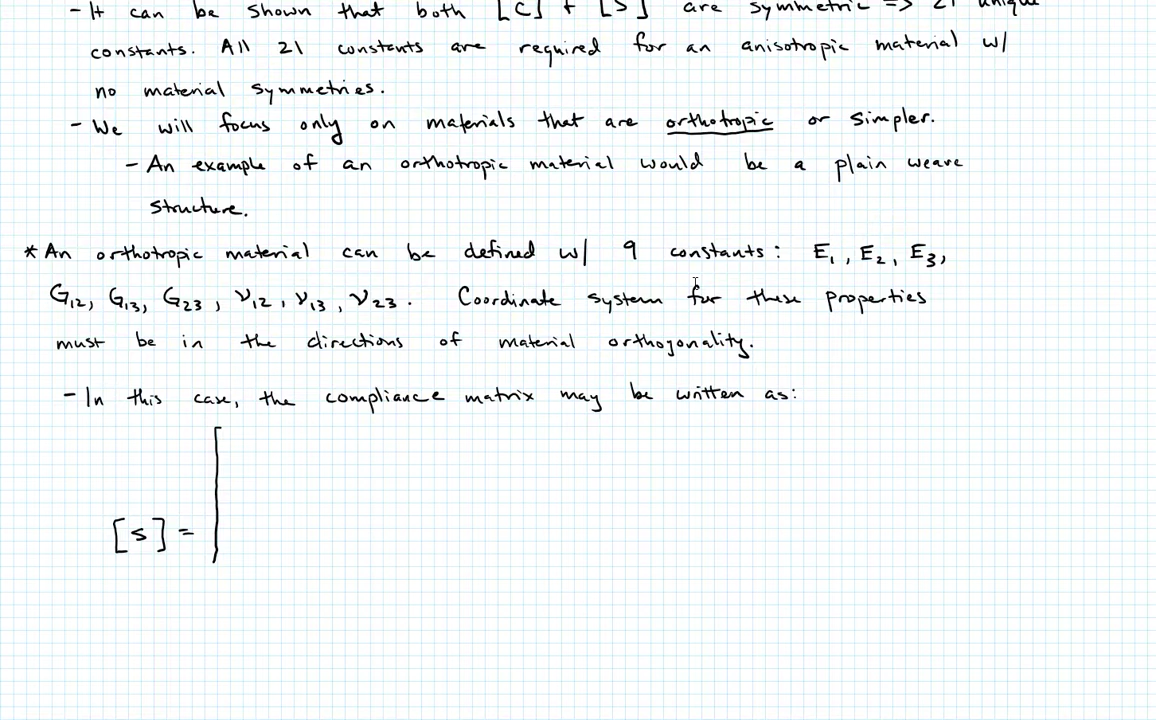 - It can be shown that both [C] + [S] are symmetric => 21 unique
constants. All 21 constants are required for an anisotropic material w/
no material symmetries.
- We will focus only on materials that are orthotropic or simpler.
- An example of an orthotropic material would be a plain weave
structure.
* An orthotropic material can be defined w/ 9 constants: E₁, E₂, E₃,
G₁₂, G₁₃, G₂₃, ν₁₂, ν₁₃, ν₂₃. Coordinate system for these properties
must be in the directions of material orthogonality.
- In this case, the compliance matrix may be written as:
[S] = [